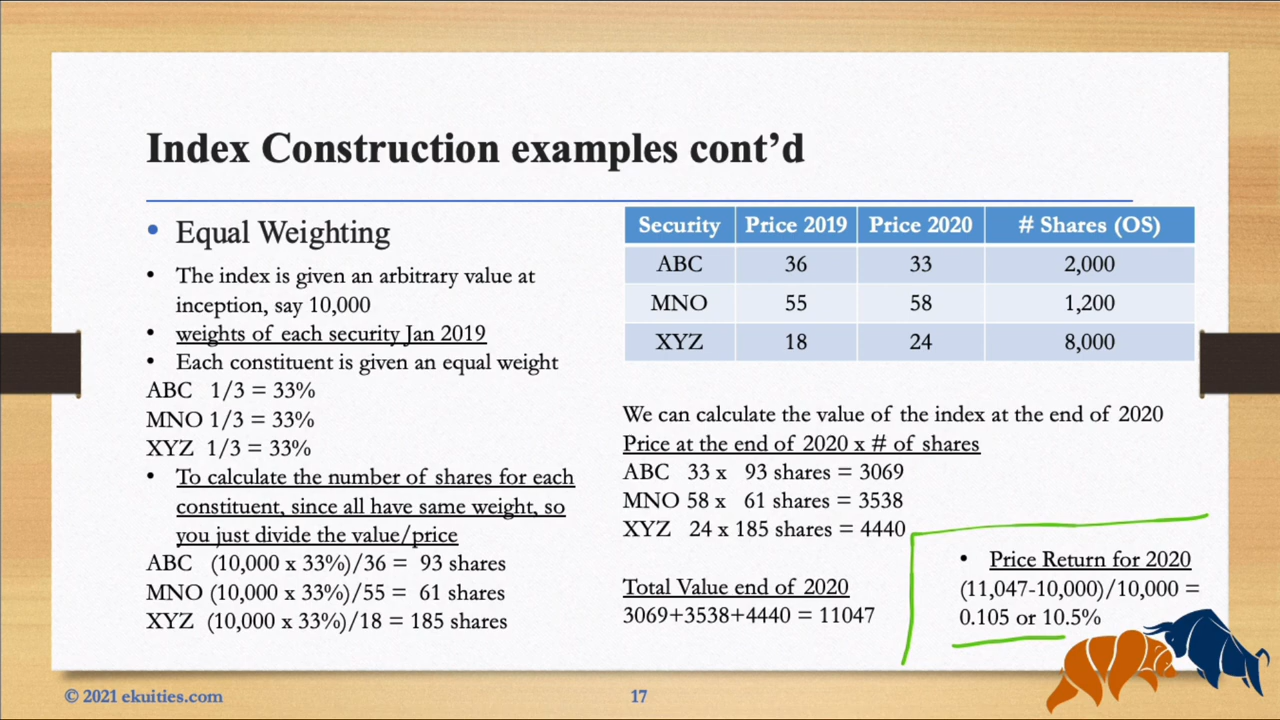 Index Construction examples cont’d
• Equal Weighting
• The index is given an arbitrary value at
inception, say 10,000
• weights of each security Jan 2019
• Each constituent is given an equal weight
ABC 1/3 = 33%
MNO 1/3 = 33%
XYZ 1/3 = 33%
• To calculate the number of shares for each
constituent, since all have same weight, so
you just divide the value/price
ABC (10,000 x 33%)/36 = 93 shares
MNO (10,000 x 33%)/55 = 61 shares
XYZ (10,000 x 33%)/18 = 185 shares
Security Price 2019 Price 2020 # Shares (OS)
ABC 36 33 2,000
MNO 55 58 1,200
XYZ 18 24 8,000
We can calculate the value of the index at the end of 2020
Price at the end of 2020 x # of shares
ABC 33 x 93 shares = 3069
MNO 58 x 61 shares = 3538
XYZ 24 x 185 shares = 4440
Total Value end of 2020
3069+3538+4440 = 11047
• Price Return for 2020
(11,047-10,000)/10,000 =
0.105 or 10.5%
© 2021 ekuities.com
17